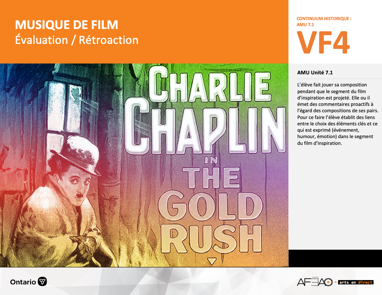 MUSIQUE DE FILM
Évaluation / Rétroaction
CONTINUUM HISTORIQUE :
AMU 7.1
VF4
AMU Unité 7.1
L'élève fait jouer sa composition
pendant que le segment du film
d'inspiration est projeté. Elle ou il
émet des commentaires proactifs à
l'égard des compositions de ses pairs.
Pour ce faire l'élève établit des liens
entre le choix des éléments clés et ce
qui est exprimé (événement,
humour, émotion) dans le segment
du film d'inspiration.
CHARLIE
CHAPLIN
IN
THE
GOLD
RUSH
Ontario
AFEAO
arts en direct